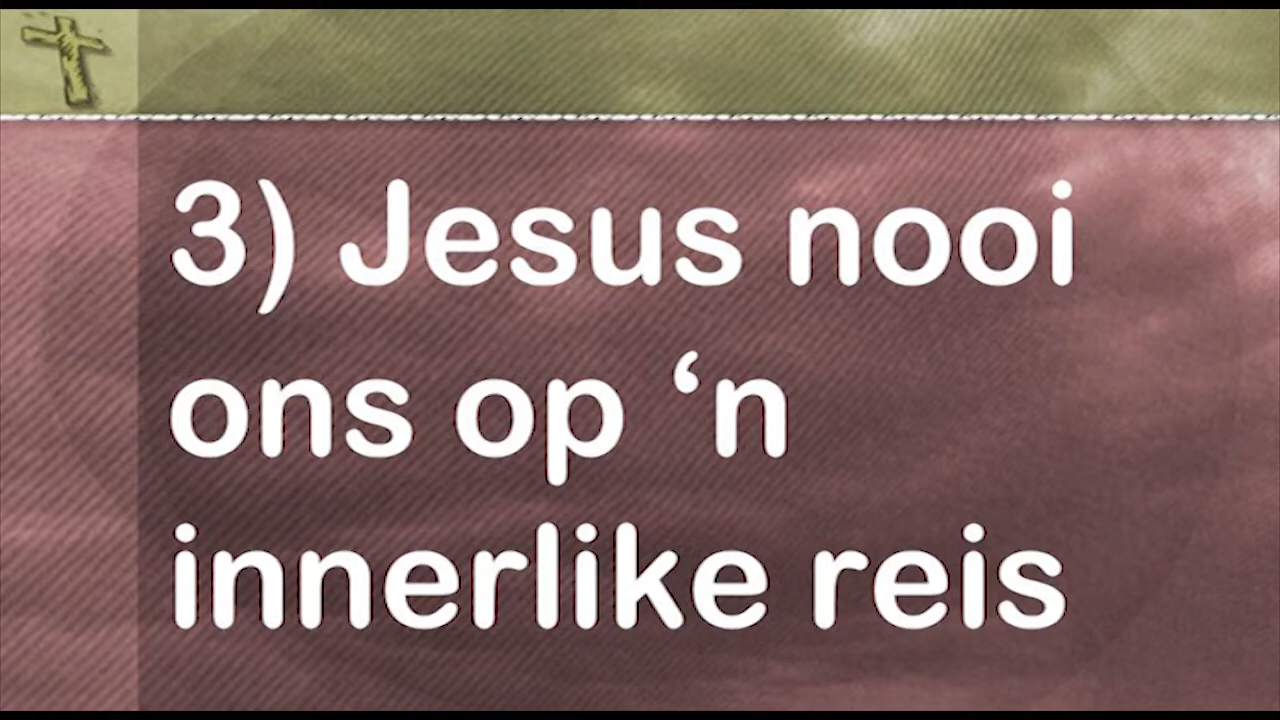 3) Jesus nooi
ons op ‘n
innerlike reis